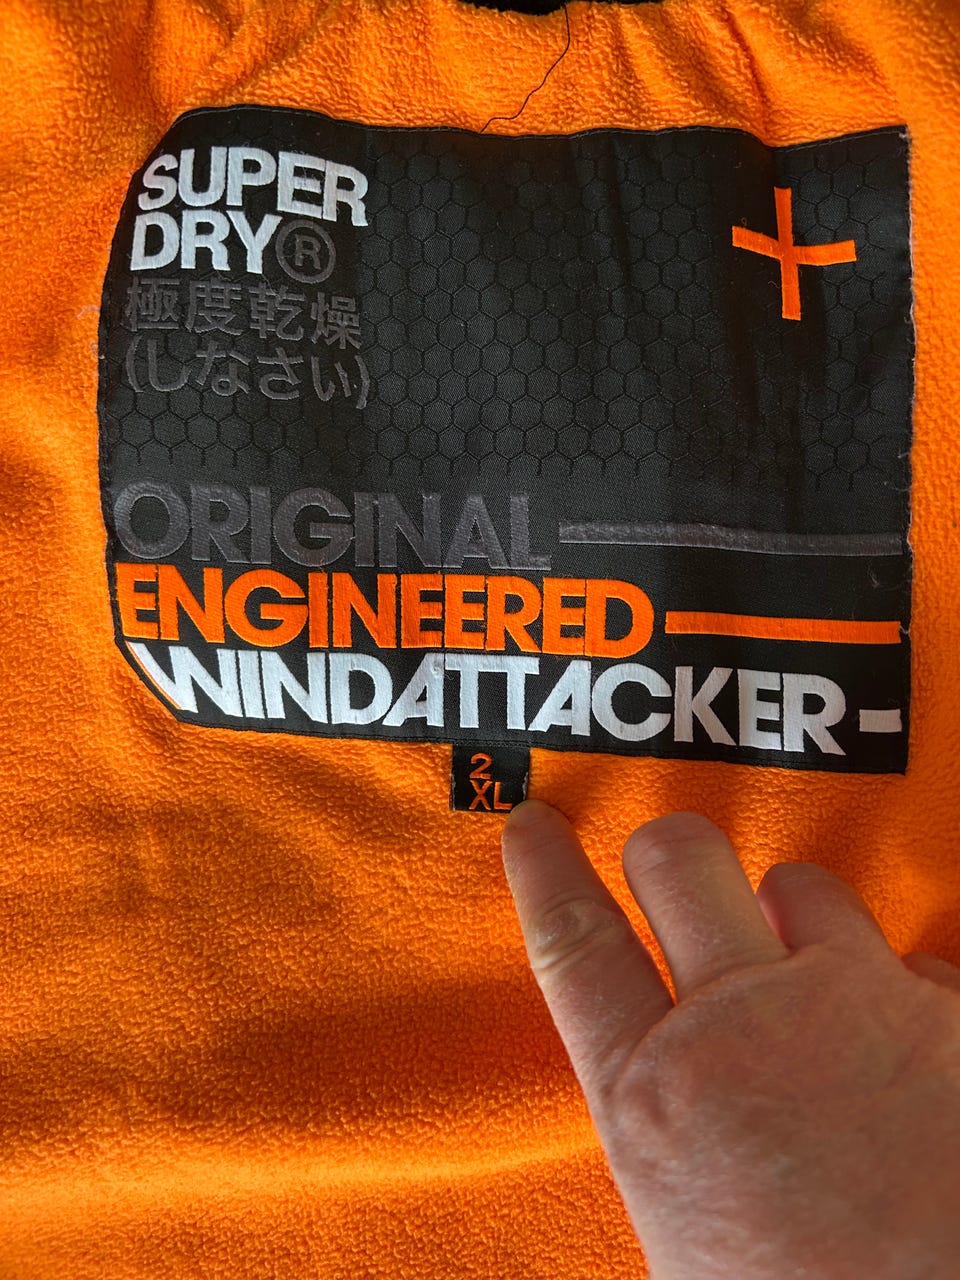 SUPER
DRY®
極度乾燥
(しなさい)
ORIGINAL
ENGINEERED
WINDATTACKER
2
XL